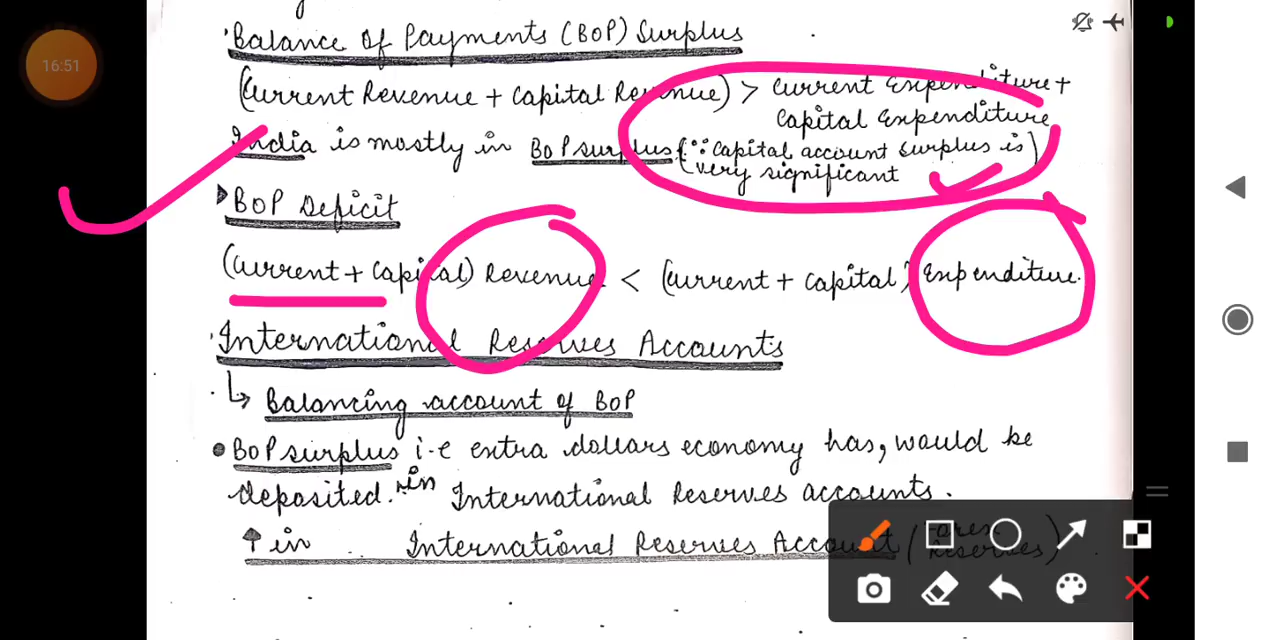 16:51
Balance of Payments (BOP) Surplus
(Current Revenue + Capital Revenue) > Current Expenditure +
Capital Expenditure
India is mostly in BOP surplus (∵ Capital account surplus is
very significant)
BOP Deficit
(Current + Capital) Revenue < (Current + Capital) Expenditure.
International Reserves Accounts
↳ Balancing account of BOP
• BOP surplus i.e extra dollars economy has, would be
deposited in International Reserves accounts.
↑ in International Reserves Account (Forex
Reserves)